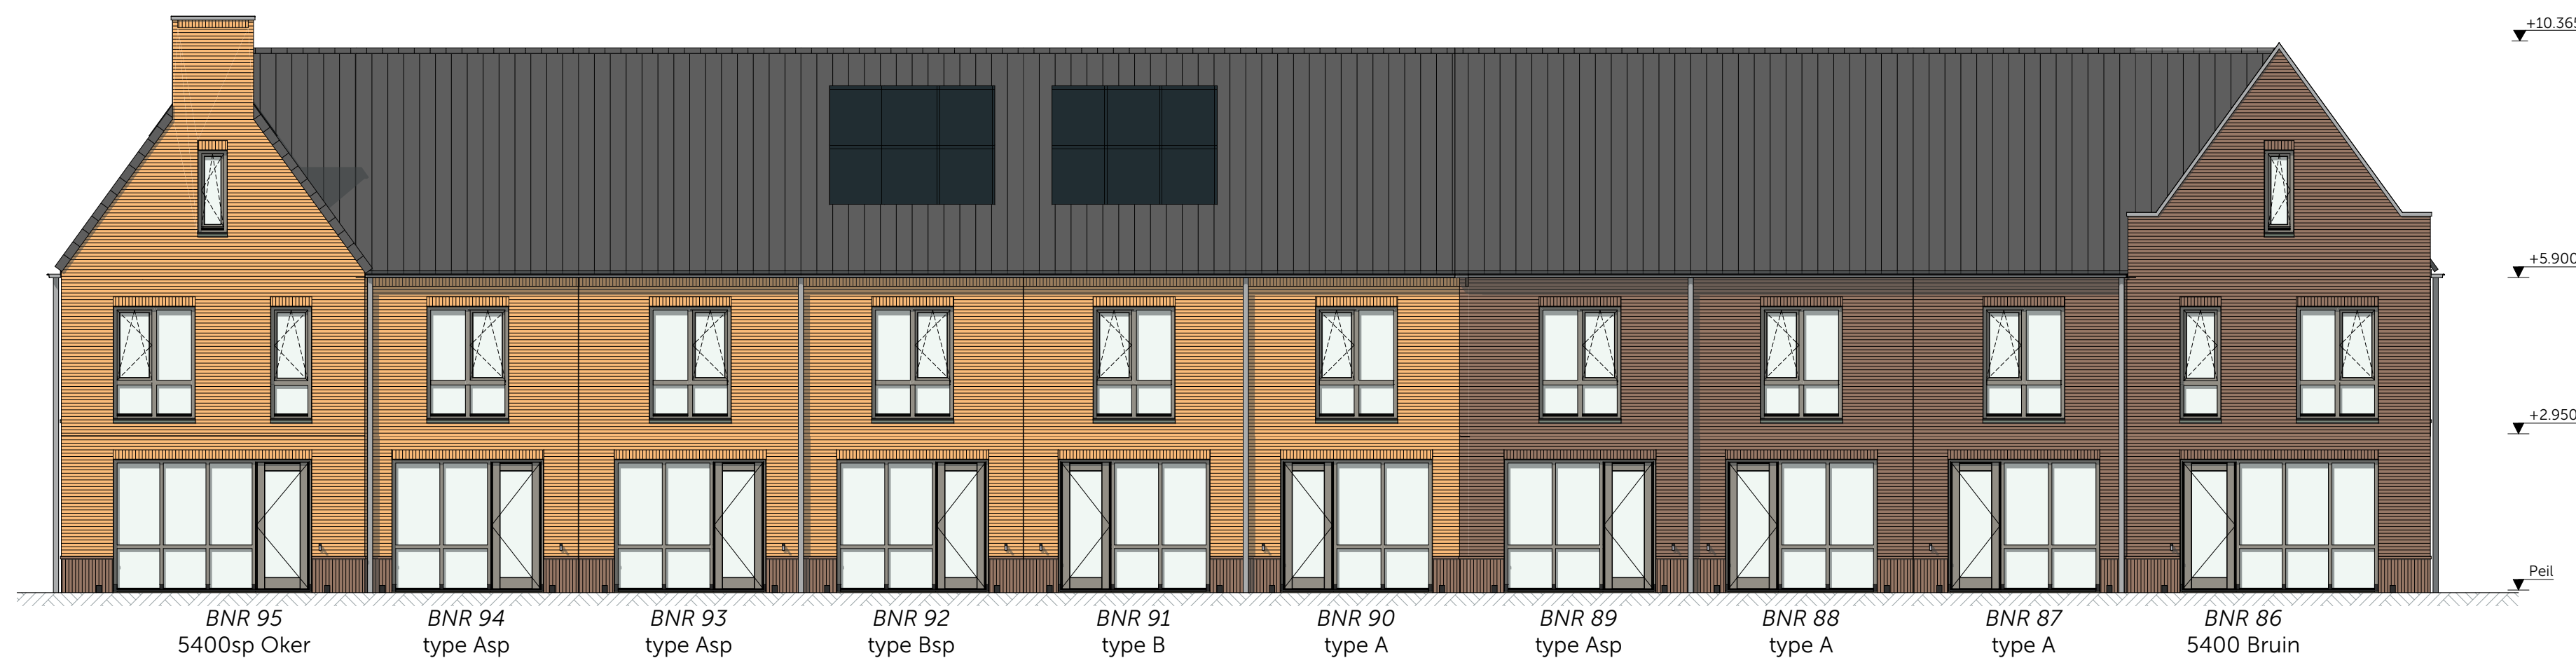 +10.365
+5.900
+2.950
Peil
BNR 95
5400sp Oker
BNR 94
type Asp
BNR 93
type Asp
BNR 92
type Bsp
BNR 91
type B
BNR 90
type A
BNR 89
type Asp
BNR 88
type A
BNR 87
type A
BNR 86
5400 Bruin